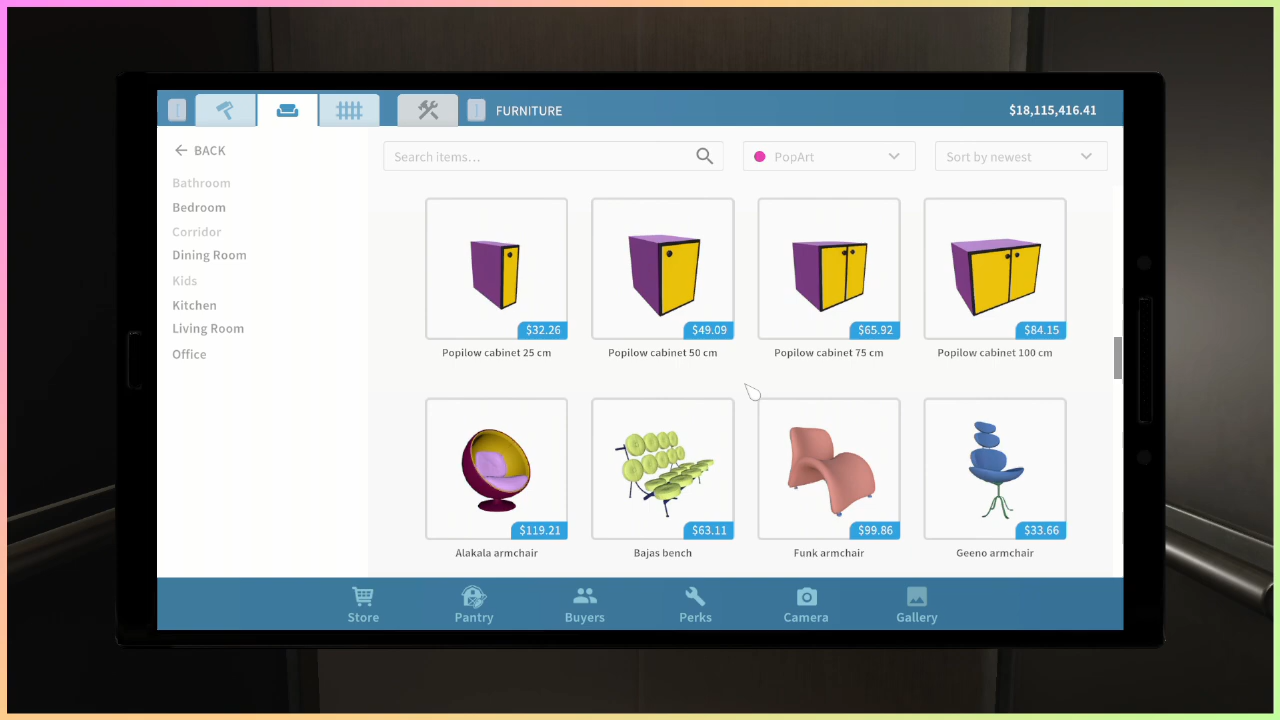 FURNITURE
$18,115,416.41
BACK
Search items...
PopArt
Sort by newest
Bathroom
Bedroom
Corridor
Dining Room
Kids
Kitchen
Living Room
Office
$32.26
$49.09
$65.92
$84.15
Popilow cabinet 25 cm
Popilow cabinet 50 cm
Popilow cabinet 75 cm
Popilow cabinet 100 cm
$119.21
$63.11
$99.86
$33.66
Alakala armchair
Bajas bench
Funk armchair
Geeno armchair
Store
Pantry
Buyers
Perks
Camera
Gallery